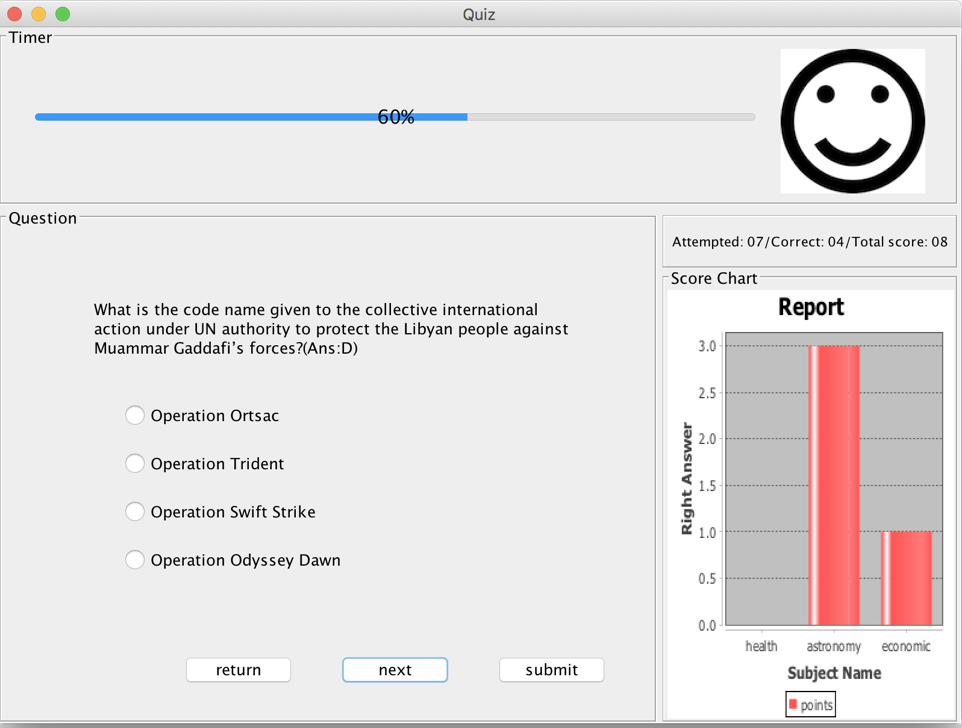 Quiz
Timer
60%
Question
What is the code name given to the collective international
action under UN authority to protect the Libyan people against
Muammar Gaddafi's forces?(Ans:D)
Operation Ortsac
Operation Trident
Operation Swift Strike
Operation Odyssey Dawn
return
next
submit
Attempted: 07/Correct: 04/Total score: 08
Score Chart
Report
Right Answer
3.0
2.5
2.0
1.5
1.0
0.5
0.0
health astronomy economic
Subject Name
points